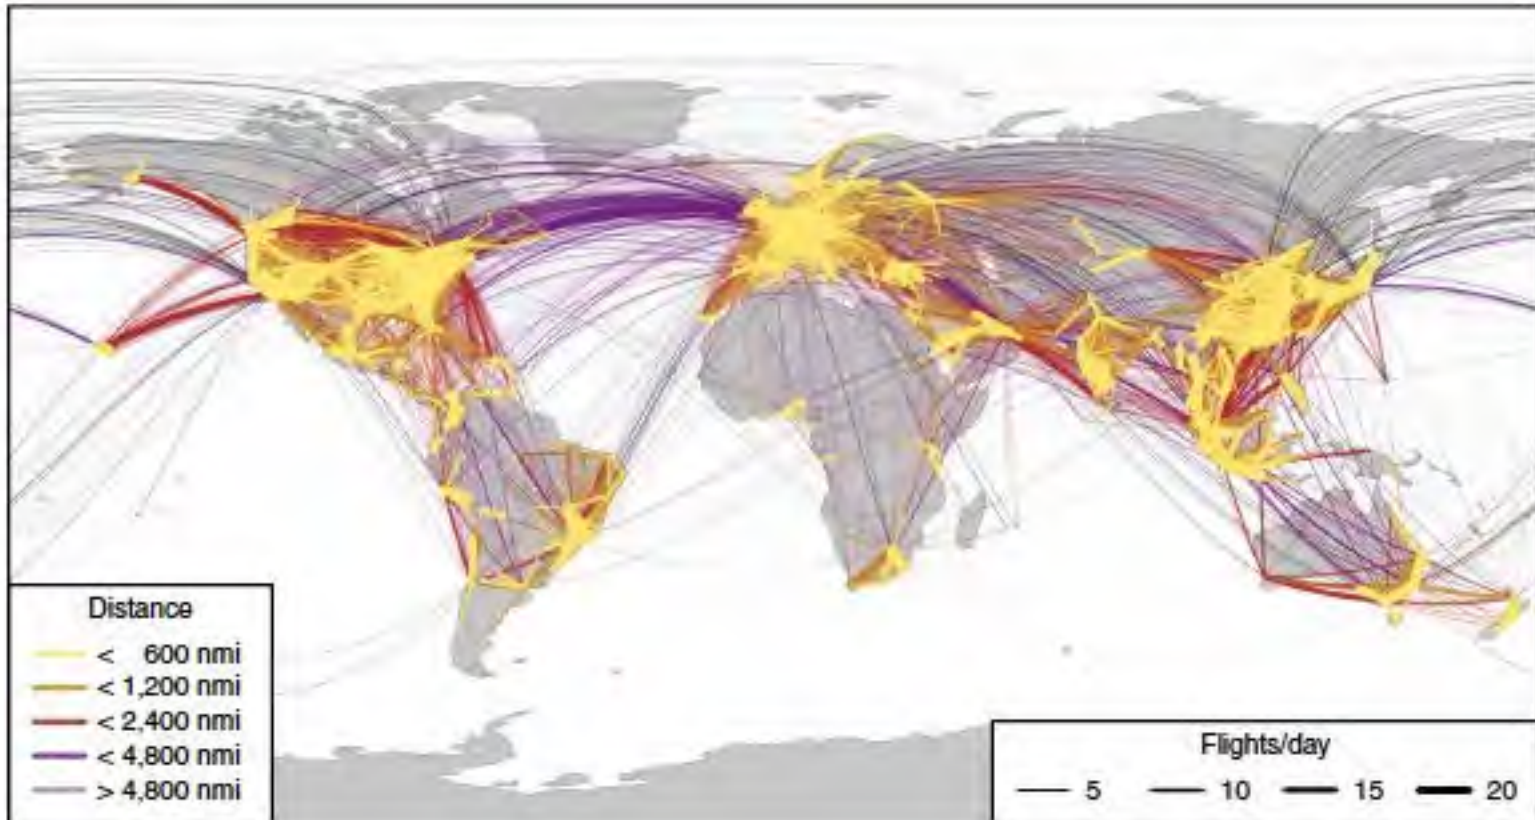 Distance
< 600 nmi
< 1,200 nmi
< 2,400 nmi
< 4,800 nmi
> 4,800 nmi
Flights/day
5 10 15 20